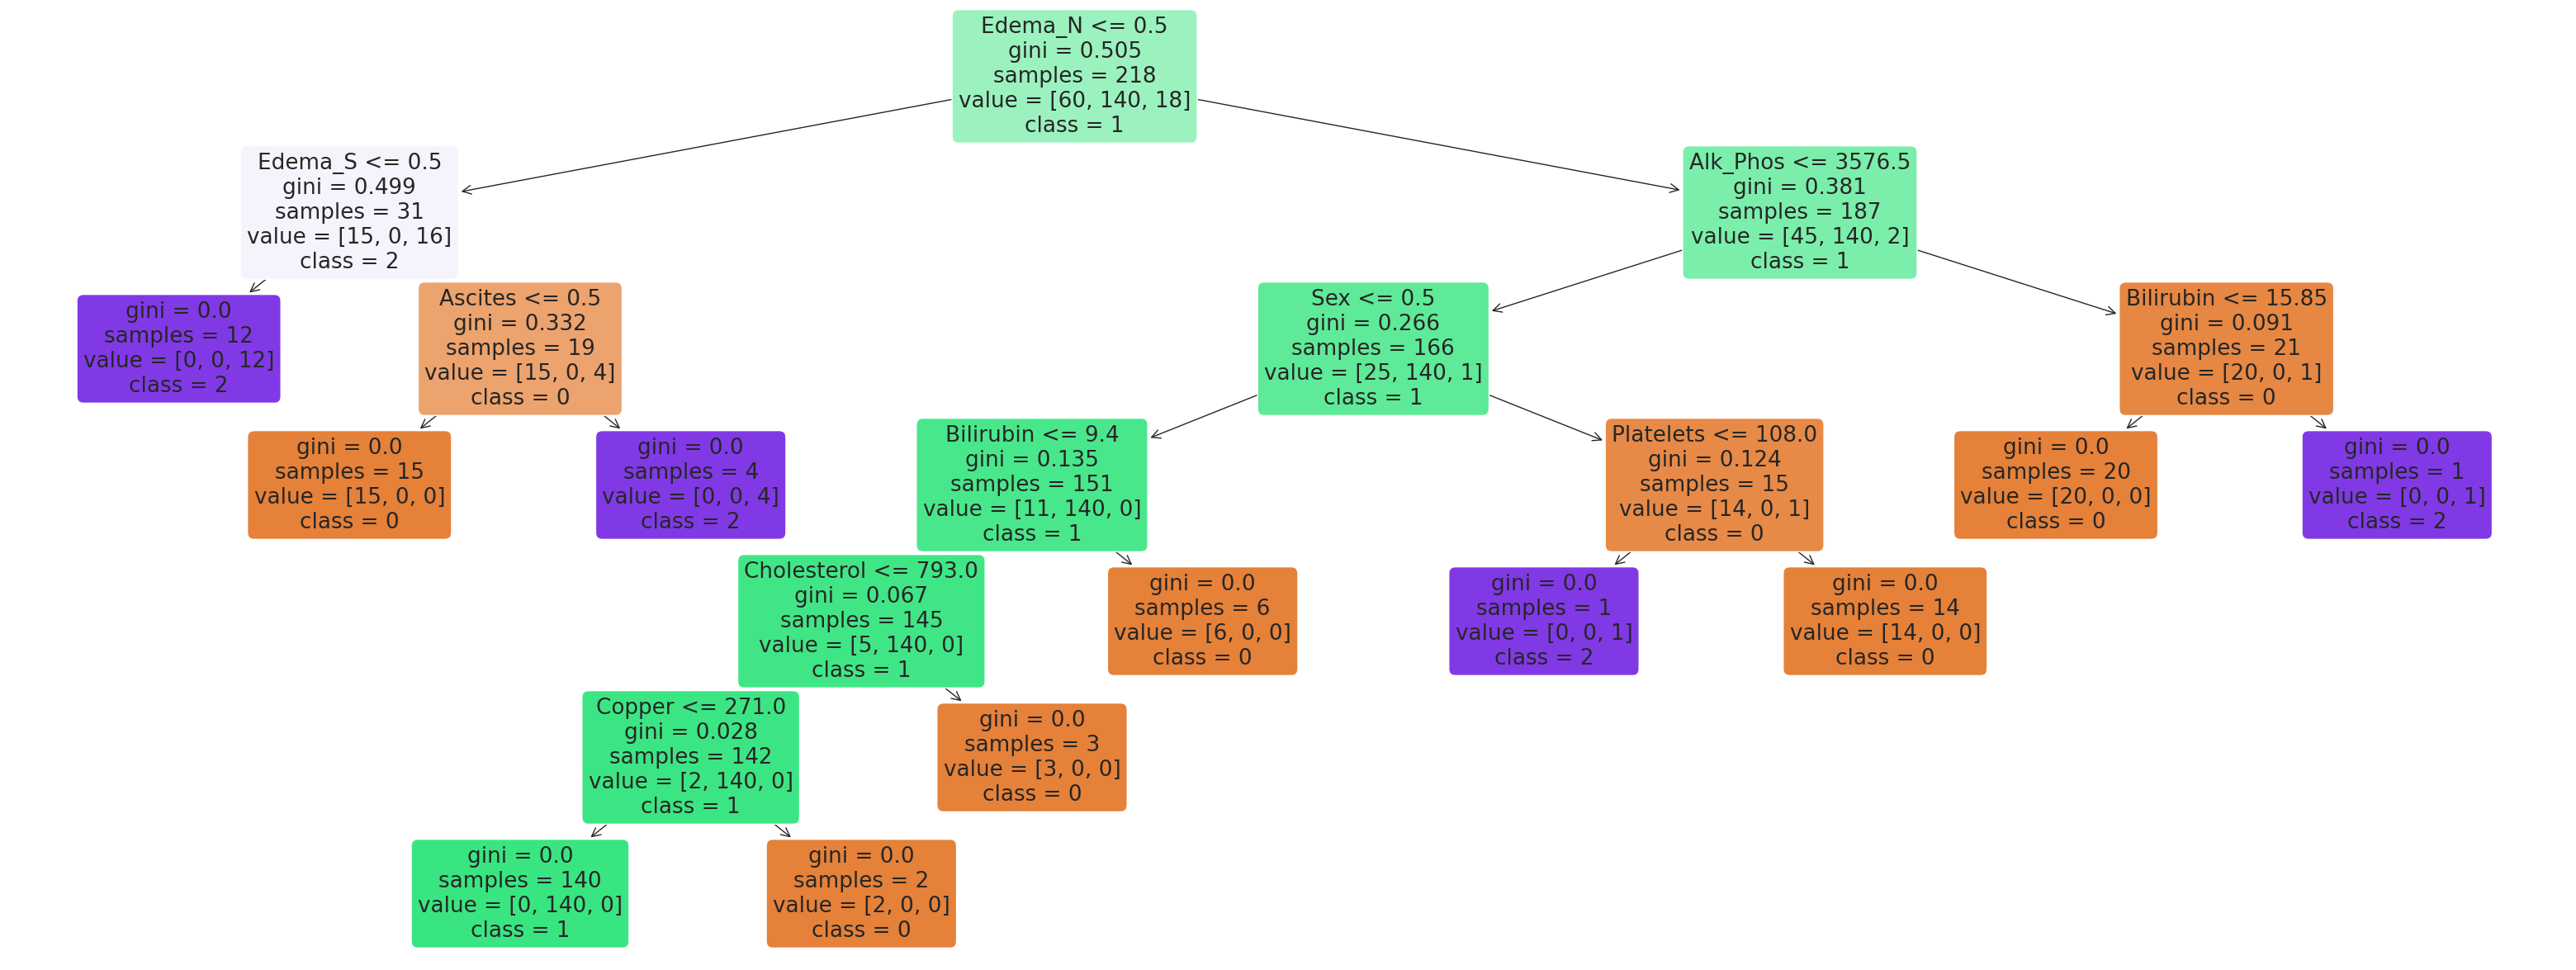 Edema_N <= 0.5
gini = 0.505
samples = 218
value = [60, 140, 18]
class = 1
Edema_S <= 0.5
gini = 0.499
samples = 31
value = [15, 0, 16]
class = 2
Alk_Phos <= 3576.5
gini = 0.381
samples = 187
value = [45, 140, 2]
class = 1
gini = 0.0
samples = 12
value = [0, 0, 12]
class = 2
Ascites <= 0.5
gini = 0.332
samples = 19
value = [15, 0, 4]
class = 0
Sex <= 0.5
gini = 0.266
samples = 166
value = [25, 140, 1]
class = 1
Bilirubin <= 15.85
gini = 0.091
samples = 21
value = [20, 0, 1]
class = 0
gini = 0.0
samples = 15
value = [15, 0, 0]
class = 0
gini = 0.0
samples = 4
value = [0, 0, 4]
class = 2
Bilirubin <= 9.4
gini = 0.135
samples = 151
value = [11, 140, 0]
class = 1
Platelets <= 108.0
gini = 0.124
samples = 15
value = [14, 0, 1]
class = 0
gini = 0.0
samples = 20
value = [20, 0, 0]
class = 0
gini = 0.0
samples = 1
value = [0, 0, 1]
class = 2
Cholesterol <= 793.0
gini = 0.067
samples = 145
value = [5, 140, 0]
class = 1
gini = 0.0
samples = 6
value = [6, 0, 0]
class = 0
gini = 0.0
samples = 1
value = [0, 0, 1]
class = 2
gini = 0.0
samples = 14
value = [14, 0, 0]
class = 0
Copper <= 271.0
gini = 0.028
samples = 142
value = [2, 140, 0]
class = 1
gini = 0.0
samples = 3
value = [3, 0, 0]
class = 0
gini = 0.0
samples = 140
value = [0, 140, 0]
class = 1
gini = 0.0
samples = 2
value = [2, 0, 0]
class = 0